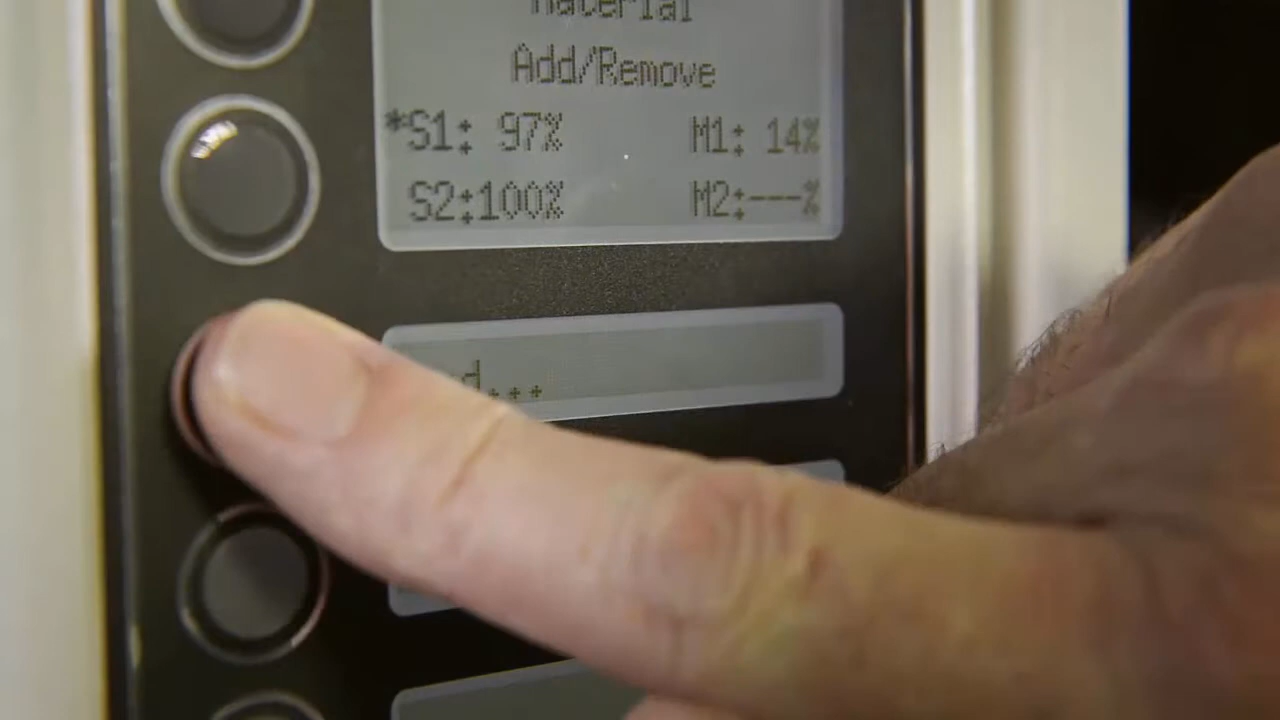 Material
Add/Remove
*S1: 97% M1: 14%
S2:100% M2:---%